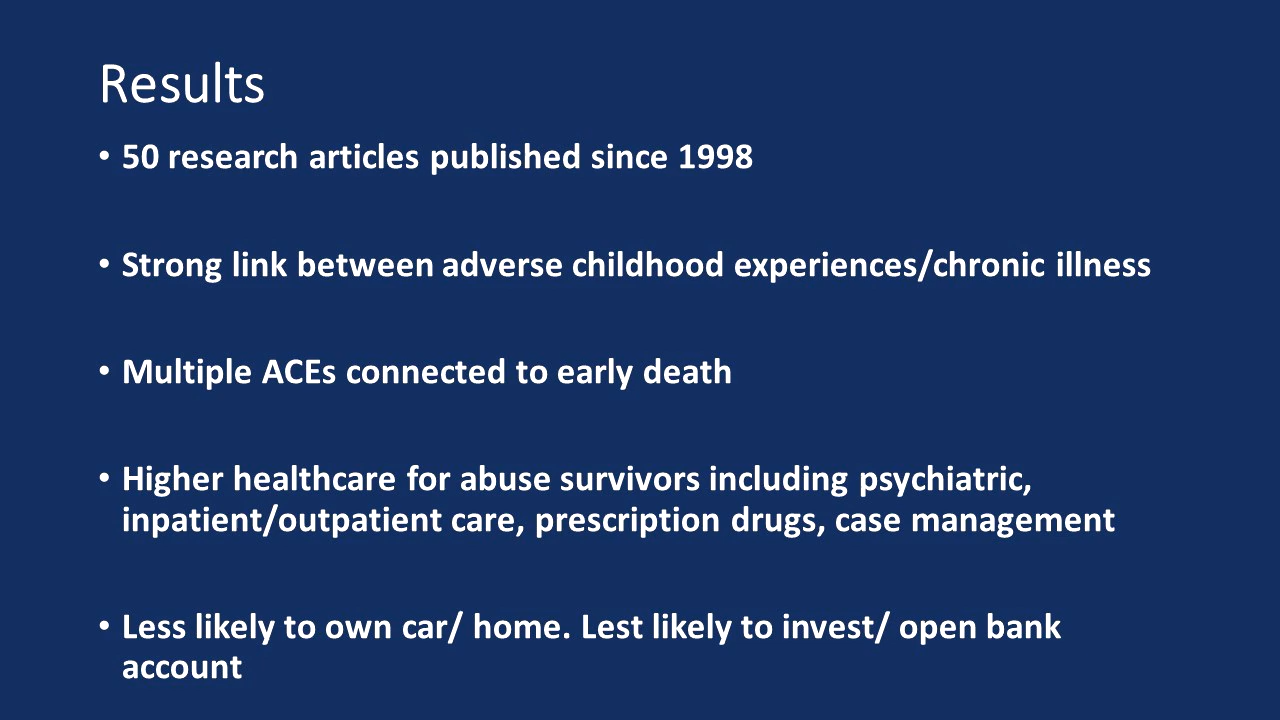 Results
• 50 research articles published since 1998
• Strong link between adverse childhood experiences/chronic illness
• Multiple ACEs connected to early death
• Higher healthcare for abuse survivors including psychiatric,
inpatient/outpatient care, prescription drugs, case management
• Less likely to own car/ home. Lest likely to invest/ open bank
account